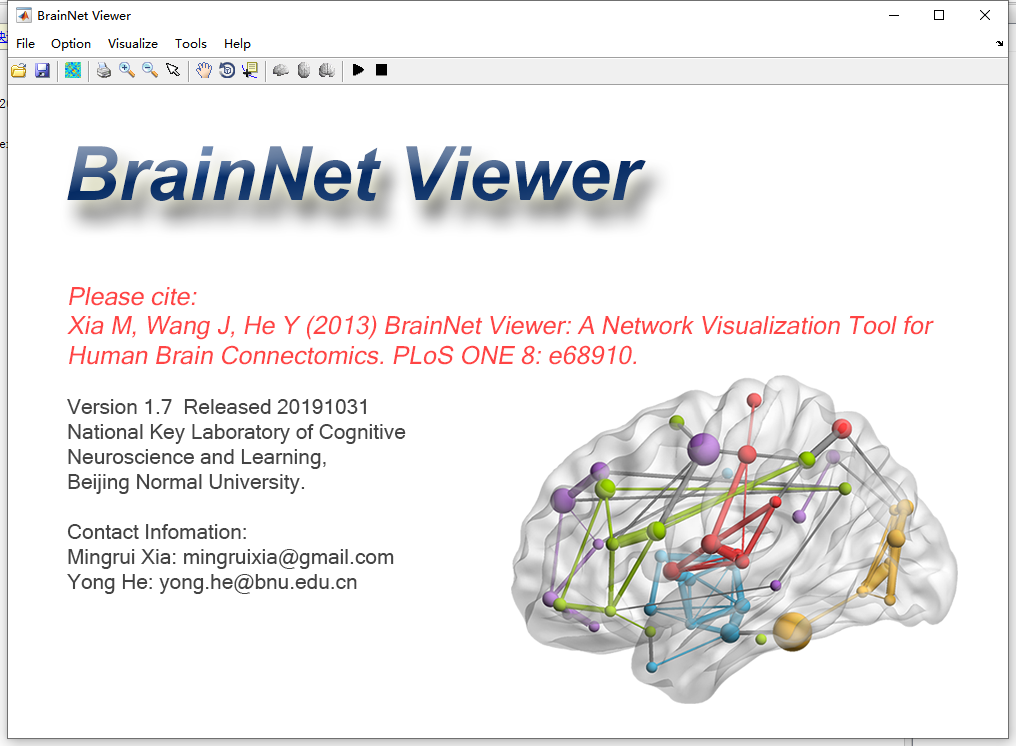 BrainNet Viewer
File Option Visualize Tools Help
BrainNet Viewer
Please cite:
Xia M, Wang J, He Y (2013) BrainNet Viewer: A Network Visualization Tool for
Human Brain Connectomics. PLoS ONE 8: e68910.
Version 1.7 Released 20191031
National Key Laboratory of Cognitive
Neuroscience and Learning,
Beijing Normal University.
Contact Infomation:
Mingrui Xia: mingruixia@gmail.com
Yong He: yong.he@bnu.edu.cn